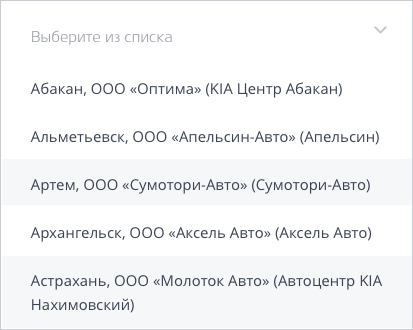 Выберите из списка
Абакан, ООО «Оптима» (KIA Центр Абакан)
Альметьевск, ООО «Апельсин-Авто» (Апельсин)
Артем, ООО «Сумотори-Авто» (Сумотори-Авто)
Архангельск, ООО «Аксель Авто» (Аксель Авто)
Астрахань, ООО «Молоток Авто» (Автоцентр KIA
Нахимовский)